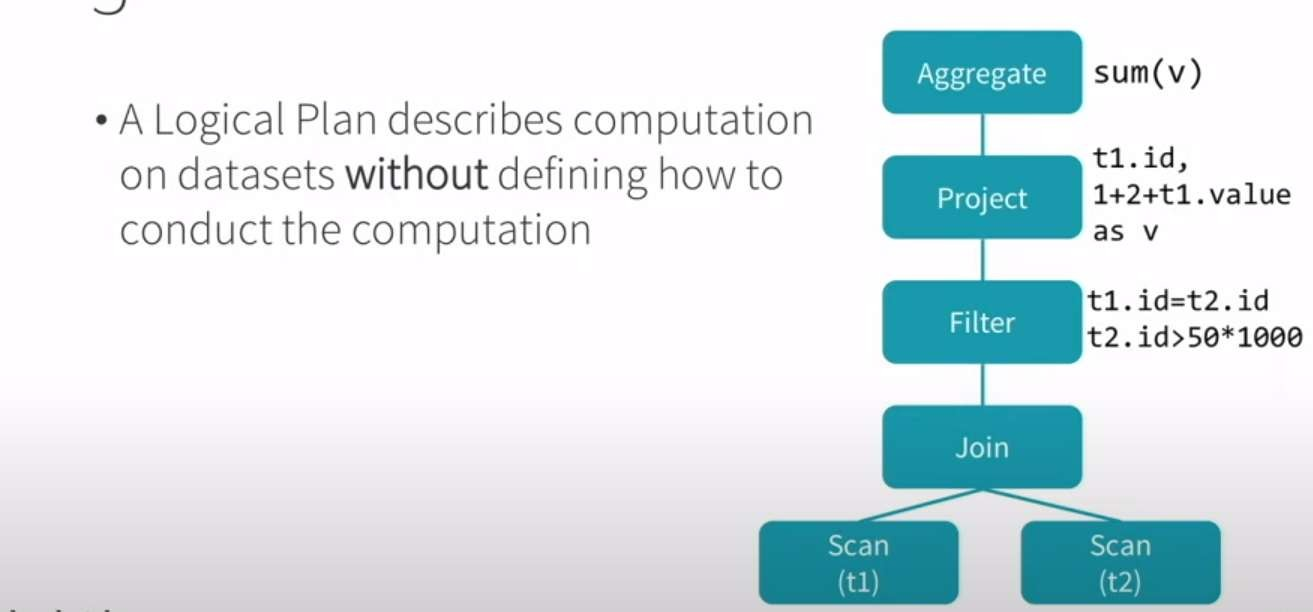 • A Logical Plan describes computation
on datasets without defining how to
conduct the computation
Aggregate
sum(v)
Project
t1.id,
1+2+t1.value
as v
Filter
t1.id=t2.id
t2.id>50*1000
Join
Scan
(t1)
Scan
(t2)